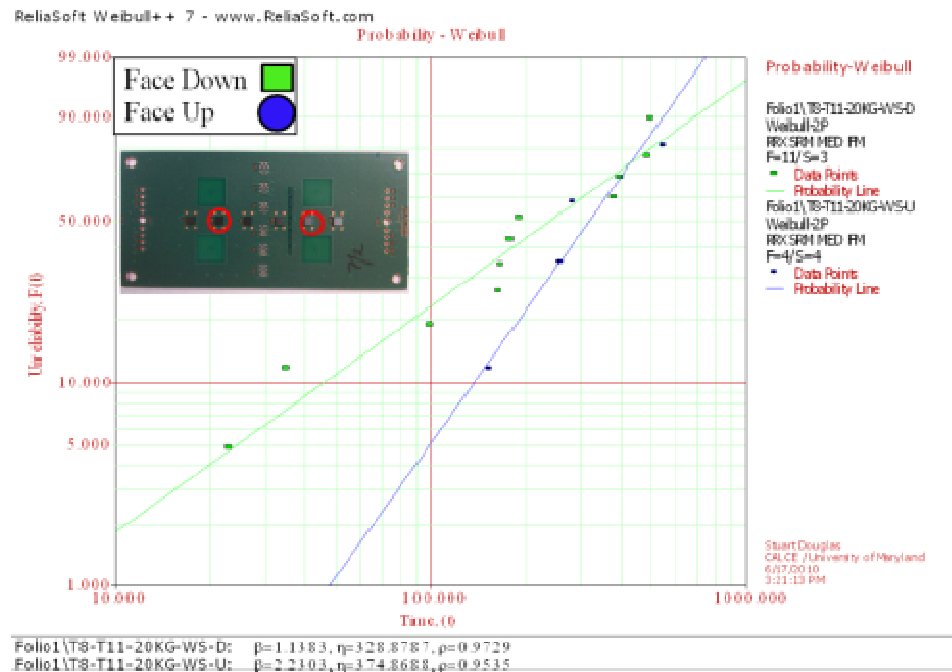 ReliaSoft Weibull++ 7 - www.ReliaSoft.com
Probability - Weibull
99.000
Face Down
Face Up
90.000
50.000
10.000
5.000
1.000
Unreliability, F(t)
10.000
100.000
1000.000
Time, (t)
Probability-Weibull
Folio1\T8-T11-20KG-WS-D
Weibull-2P
RRX SRM MED FM
F=11/S=3
Data Points
Probability Line
Folio1\T8-T11-20KG-WS-U
Weibull-2P
RRX SRM MED FM
F=4/S=4
Data Points
Probability Line
Stuart Douglas
CALCE / University of Maryland
6/17/2010
3:21:13 PM
Folio1\T8-T11-20KG-WS-D: β=1.1383, η=328.8787, ρ=0.9729
Folio1\T8-T11-20KG-WS-U: β=2.2303, η=374.8688, ρ=0.9535